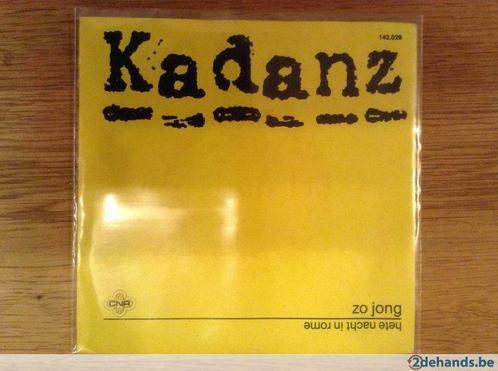 142.026
Kadanz
zo jong
hete nacht in rome
CNR
2dehands.be